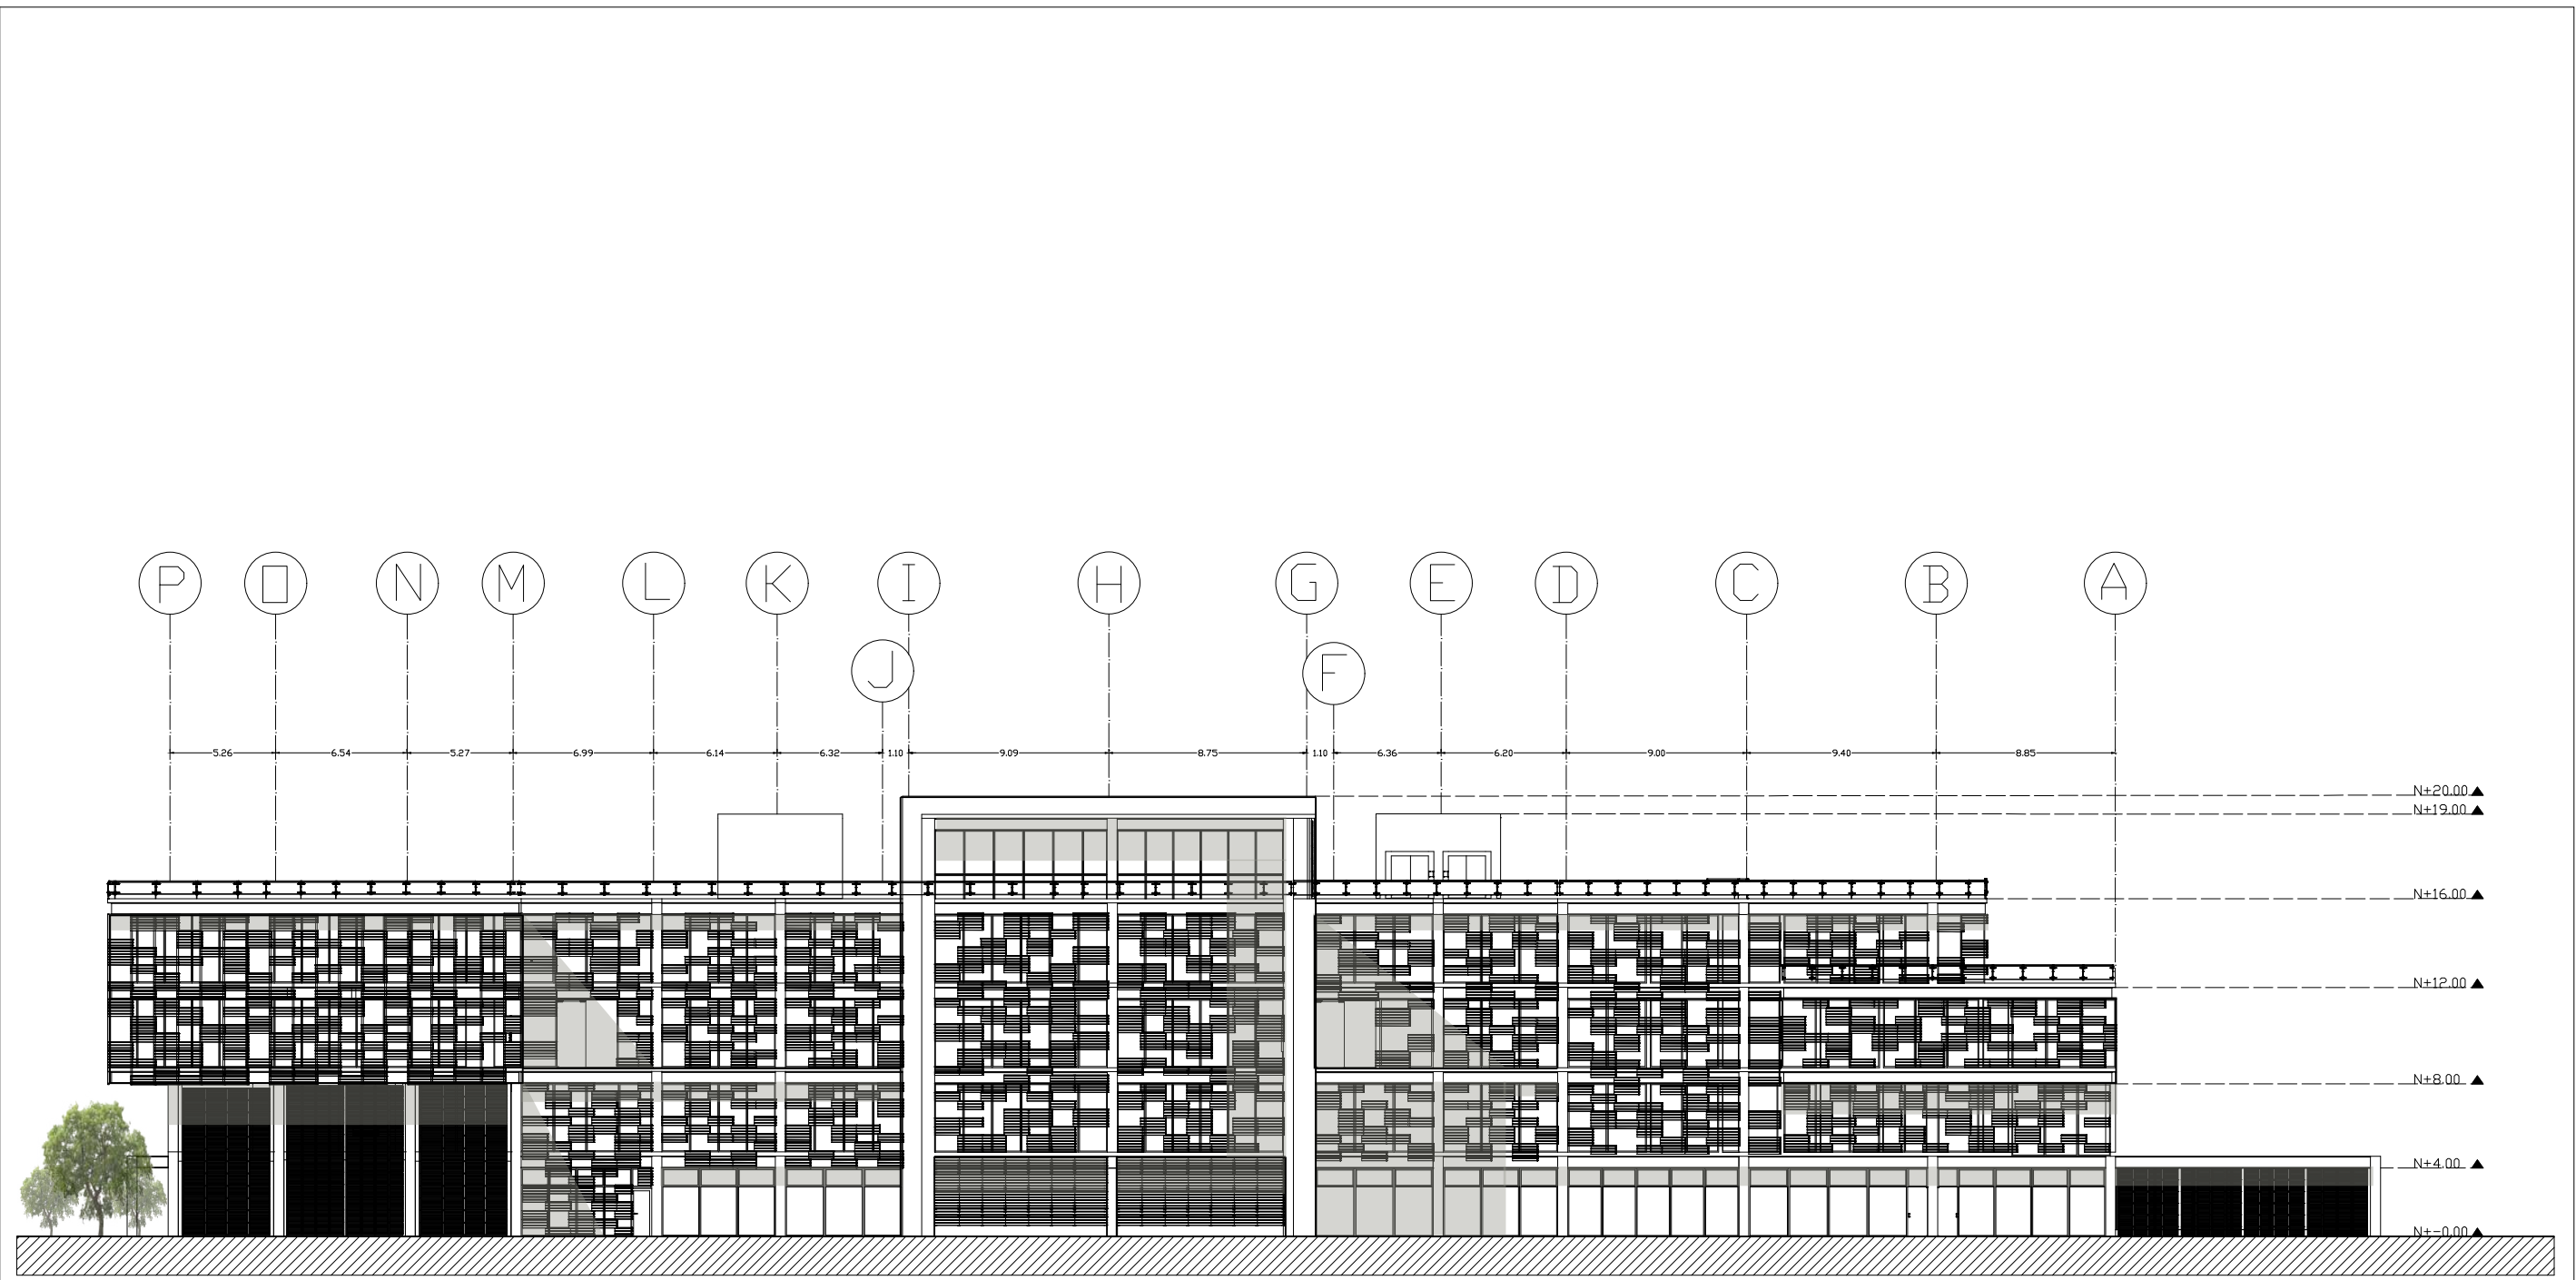 P O N M L K I H G E D C B A
J F
5.26 6.54 5.27 6.99 6.14 6.32 1.10 9.09 8.75 1.10 6.36 6.20 9.00 9.40 8.85
N+20.00
N+19.00
N+16.00
N+12.00
N+8.00
N+4.00
N+-0.00